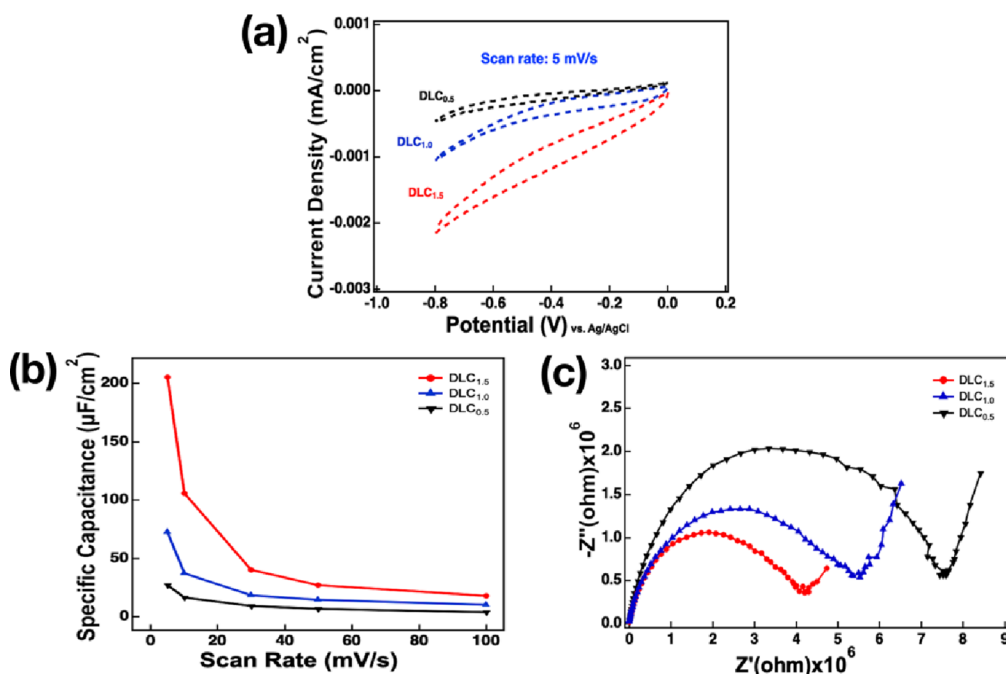 (a)
0.001
0.000
-0.001
-0.002
-0.003
Current Density (mA/cm²)
Scan rate: 5 mV/s
DLC₀.₅
DLC₁.₀
DLC₁.₅
-1.0 -0.8 -0.6 -0.4 -0.2 0.0 0.2
Potential (V) vs. Ag/AgCl
(b)
200
150
100
50
0
Specific Capacitance (µF/cm²)
DLC₁.₅
DLC₁.₀
DLC₀.₅
0 20 40 60 80 100
Scan Rate (mV/s)
(c)
3.0
2.5
2.0
1.5
1.0
0.5
0.0
-Z''(ohm)x10⁶
DLC₁.₅
DLC₁.₀
DLC₀.₅
0 1 2 3 4 5 6 7 8 9
Z'(ohm)x10⁶